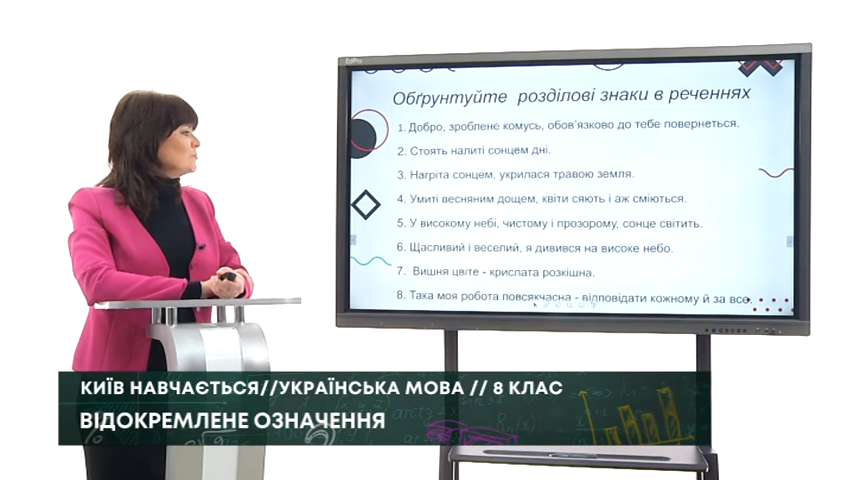 EdPro
Обґрунтуйте розділові знаки в реченнях
1. Добро, зроблене комусь, обов'язково до тебе повернеться.
2. Стоять налиті сонцем дні.
3. Нагріта сонцем, укрилася травою земля.
4. Умиті весняним дощем, квіти сяють і аж сміються.
5. У високому небі, чистому і прозорому, сонце світить.
6. Щасливий і веселий, я дивився на високе небо.
7. Вишня цвіте - крислата розкішна.
8. Така моя робота повсякчасна - відповідати кожному й за все.
КИЇВ НАВЧАЄТЬСЯ//УКРАЇНСЬКА МОВА // 8 КЛАС
ВІДОКРЕМЛЕНЕ ОЗНАЧЕННЯ